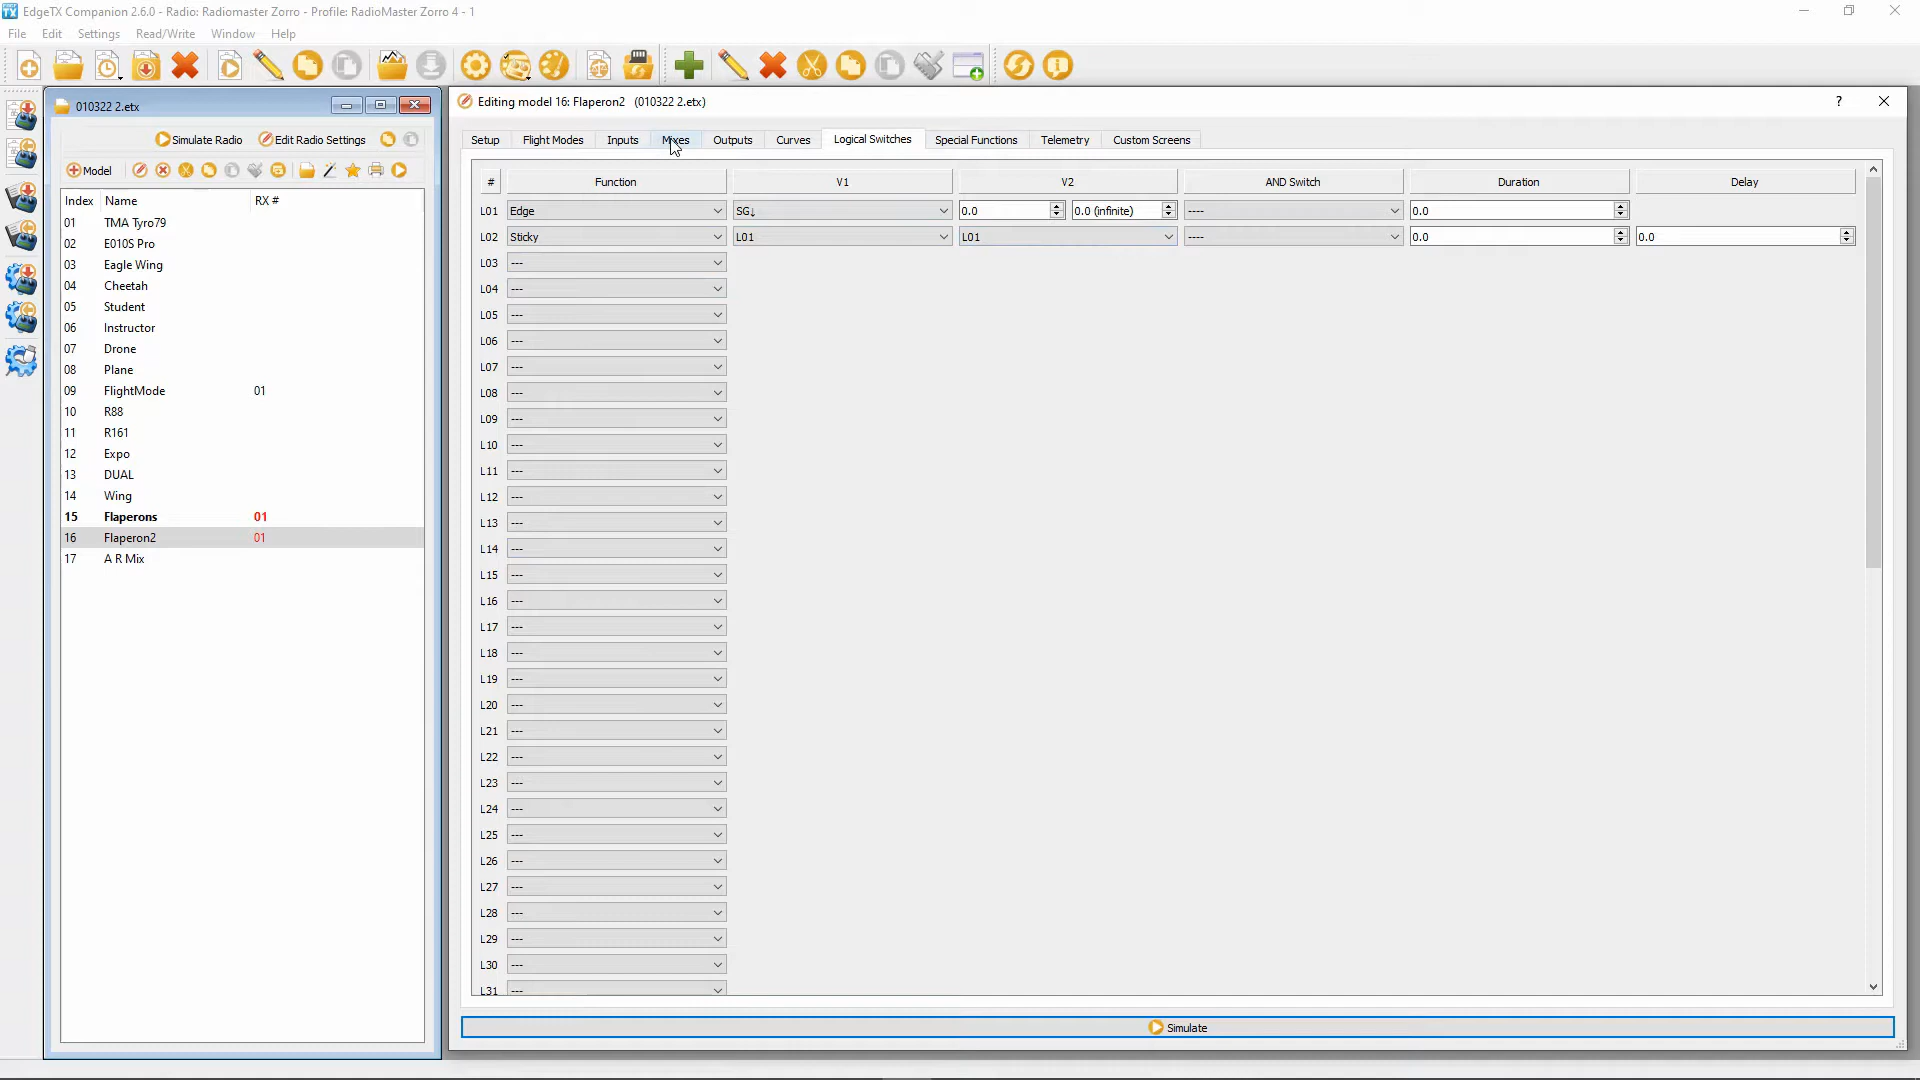 EdgeTX Companion 2.6.0 - Radio: Radiomaster Zorro - Profile: RadioMaster Zorro 4 - 1
File Edit Settings Read/Write Window Help
010322 2.etx
Simulate Radio Edit Radio Settings
Model
Index Name RX #
01 TMA Tyro79
02 E010S Pro
03 Eagle Wing
04 Cheetah
05 Student
06 Instructor
07 Drone
08 Plane
09 FlightMode 01
10 R88
11 R161
12 Expo
13 DUAL
14 Wing
15 Flaperons 01
16 Flaperon2 01
17 A R Mix
Editing model 16: Flaperon2 (010322 2.etx) ?
Setup Flight Modes Inputs Mixes Outputs Curves Logical Switches Special Functions Telemetry Custom Screens
# Function V1 V2 AND Switch Duration Delay
L01 Edge SG↓ 0.0 0.0 (infinite) ---- 0.0
L02 Sticky L01 L01 ---- 0.0 0.0
L03 ---
L04 ---
L05 ---
L06 ---
L07 ---
L08 ---
L09 ---
L10 ---
L11 ---
L12 ---
L13 ---
L14 ---
L15 ---
L16 ---
L17 ---
L18 ---
L19 ---
L20 ---
L21 ---
L22 ---
L23 ---
L24 ---
L25 ---
L26 ---
L27 ---
L28 ---
L29 ---
L30 ---
L31 ---
Simulate